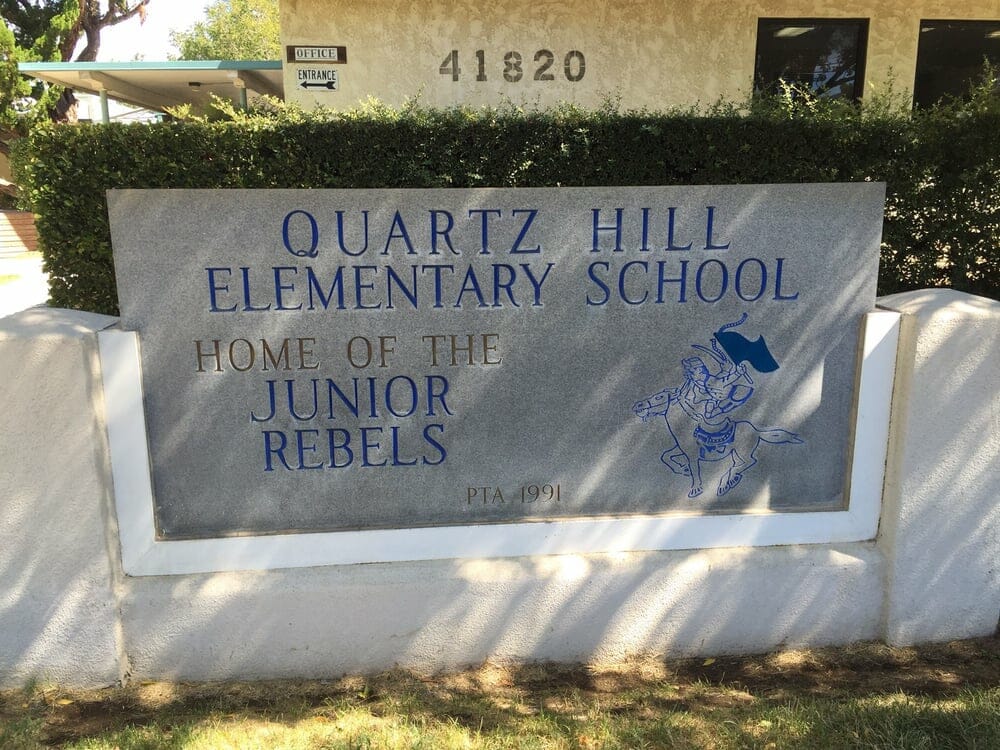 OFFICE
ENTRANCE
41820
QUARTZ HILL
ELEMENTARY SCHOOL
HOME OF THE
JUNIOR
REBELS
PTA 1991